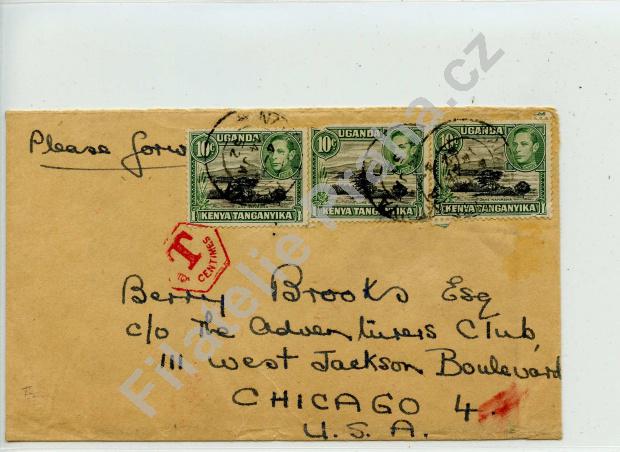 UGANDA
10c
KENYA TANGANYIKA
UGANDA
10c
KENYA TANGANYIKA
UGANDA
10c
KENYA TANGANYIKA
Please forw
T
CENTIMES
Berry Brooks Esq
c/o The Adventurers Club,
111 West Jackson Boulevard
CHICAGO 4.
U.S.A.
Filatelie Praha.cz